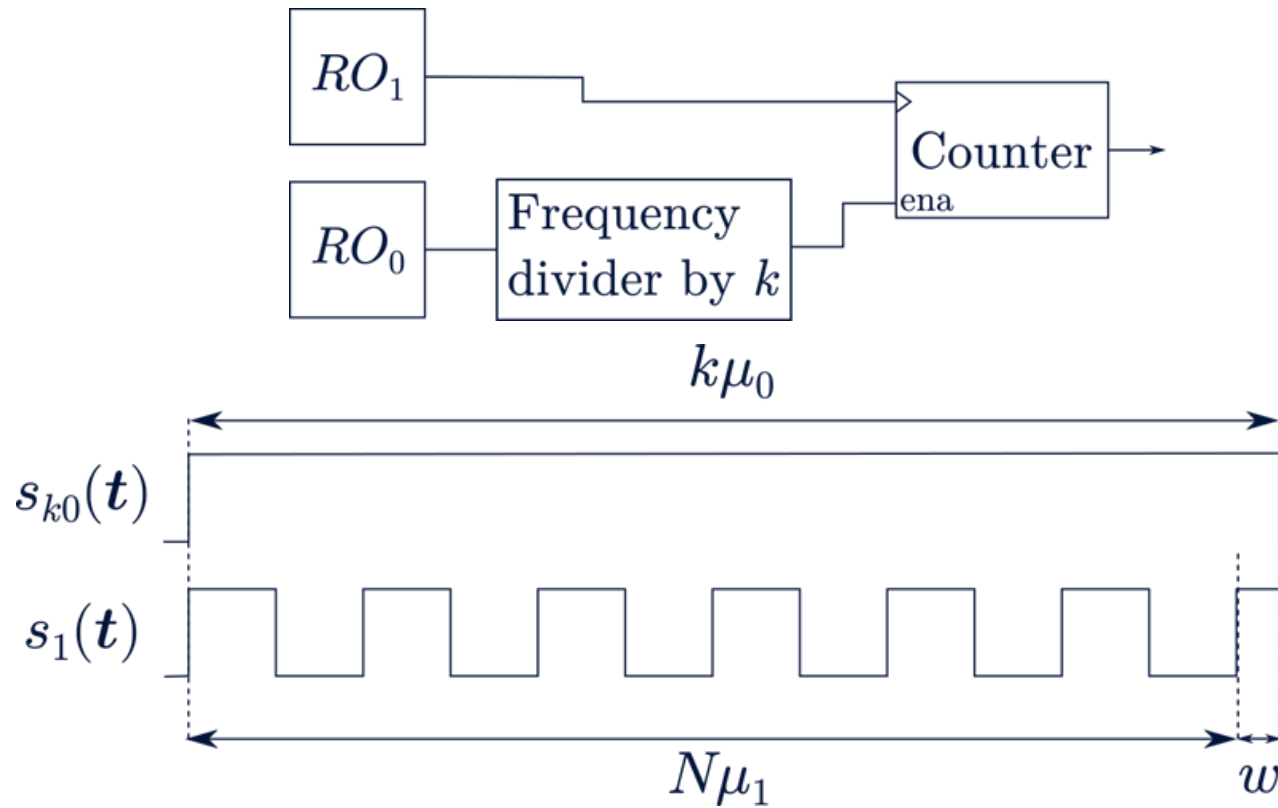 RO₁
Counter
ena
RO₀
Frequency
divider by k
kμ₀
sₖ₀(t)
s₁(t)
Nμ₁
w